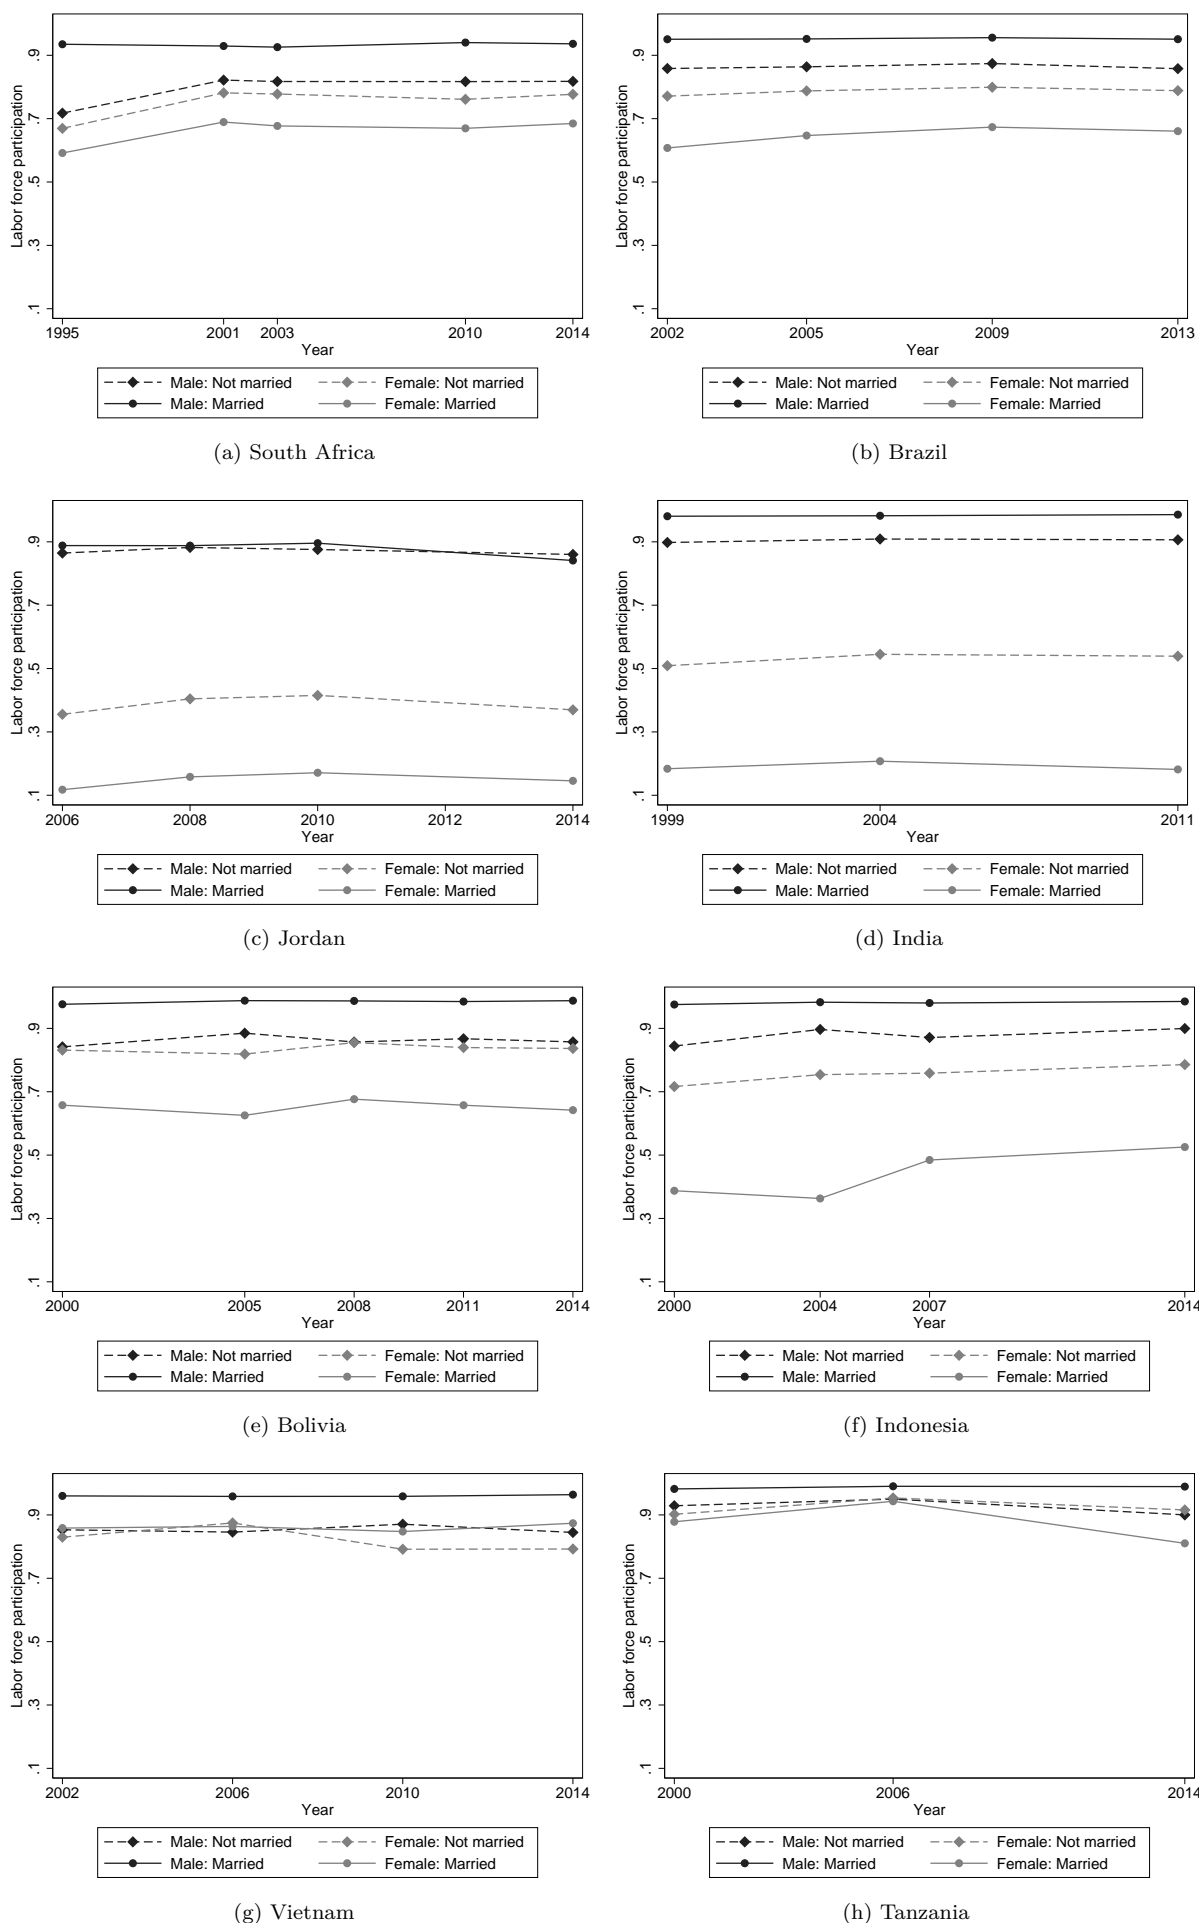 Labor force participation
.9
.7
.5
.3
.1
1995 2001 2003 2010 2014
Year
Male: Not married Female: Not married
Male: Married Female: Married
(a) South Africa
Labor force participation
.9
.7
.5
.3
.1
2002 2005 2009 2013
Year
Male: Not married Female: Not married
Male: Married Female: Married
(b) Brazil
Labor force participation
.9
.7
.5
.3
.1
2006 2008 2010 2012 2014
Year
Male: Not married Female: Not married
Male: Married Female: Married
(c) Jordan
Labor force participation
.9
.7
.5
.3
.1
1999 2004 2011
Year
Male: Not married Female: Not married
Male: Married Female: Married
(d) India
Labor force participation
.9
.7
.5
.3
.1
2000 2005 2008 2011 2014
Year
Male: Not married Female: Not married
Male: Married Female: Married
(e) Bolivia
Labor force participation
.9
.7
.5
.3
.1
2000 2004 2007 2014
Year
Male: Not married Female: Not married
Male: Married Female: Married
(f) Indonesia
Labor force participation
.9
.7
.5
.3
.1
2002 2006 2010 2014
Year
Male: Not married Female: Not married
Male: Married Female: Married
(g) Vietnam
Labor force participation
.9
.7
.5
.3
.1
2000 2006 2014
Year
Male: Not married Female: Not married
Male: Married Female: Married
(h) Tanzania